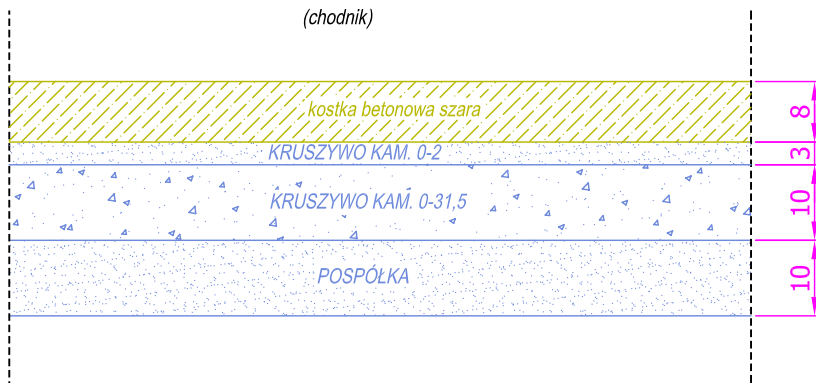 (chodnik)
kostka betonowa szara
8
KRUSZYWO KAM. 0-2
3
KRUSZYWO KAM. 0-31,5
10
POSPÓŁKA
10